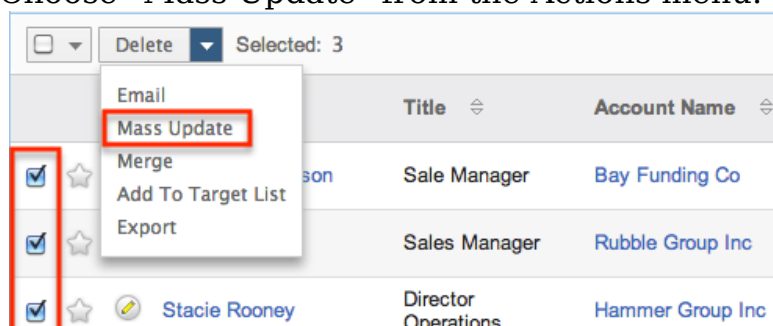 Choose "Mass Update" from the Actions menu.
Delete Selected: 3
Email
Mass Update
Merge
Add To Target List
Export
Title Account Name
son Sale Manager Bay Funding Co
Sales Manager Rubble Group Inc
Stacie Rooney Director Operations Hammer Group Inc